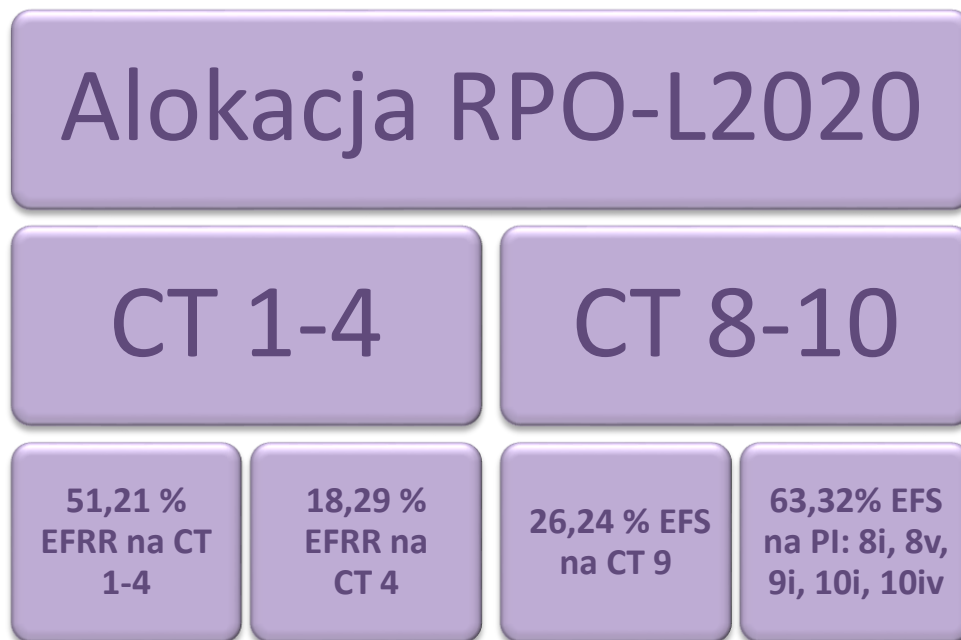 Alokacja RPO-L2020
CT 1-4
CT 8-10
51,21 %
EFRR na CT
1-4
18,29 %
EFRR na
CT 4
26,24 % EFS
na CT 9
63,32% EFS
na PI: 8i, 8v,
9i, 10i, 10iv